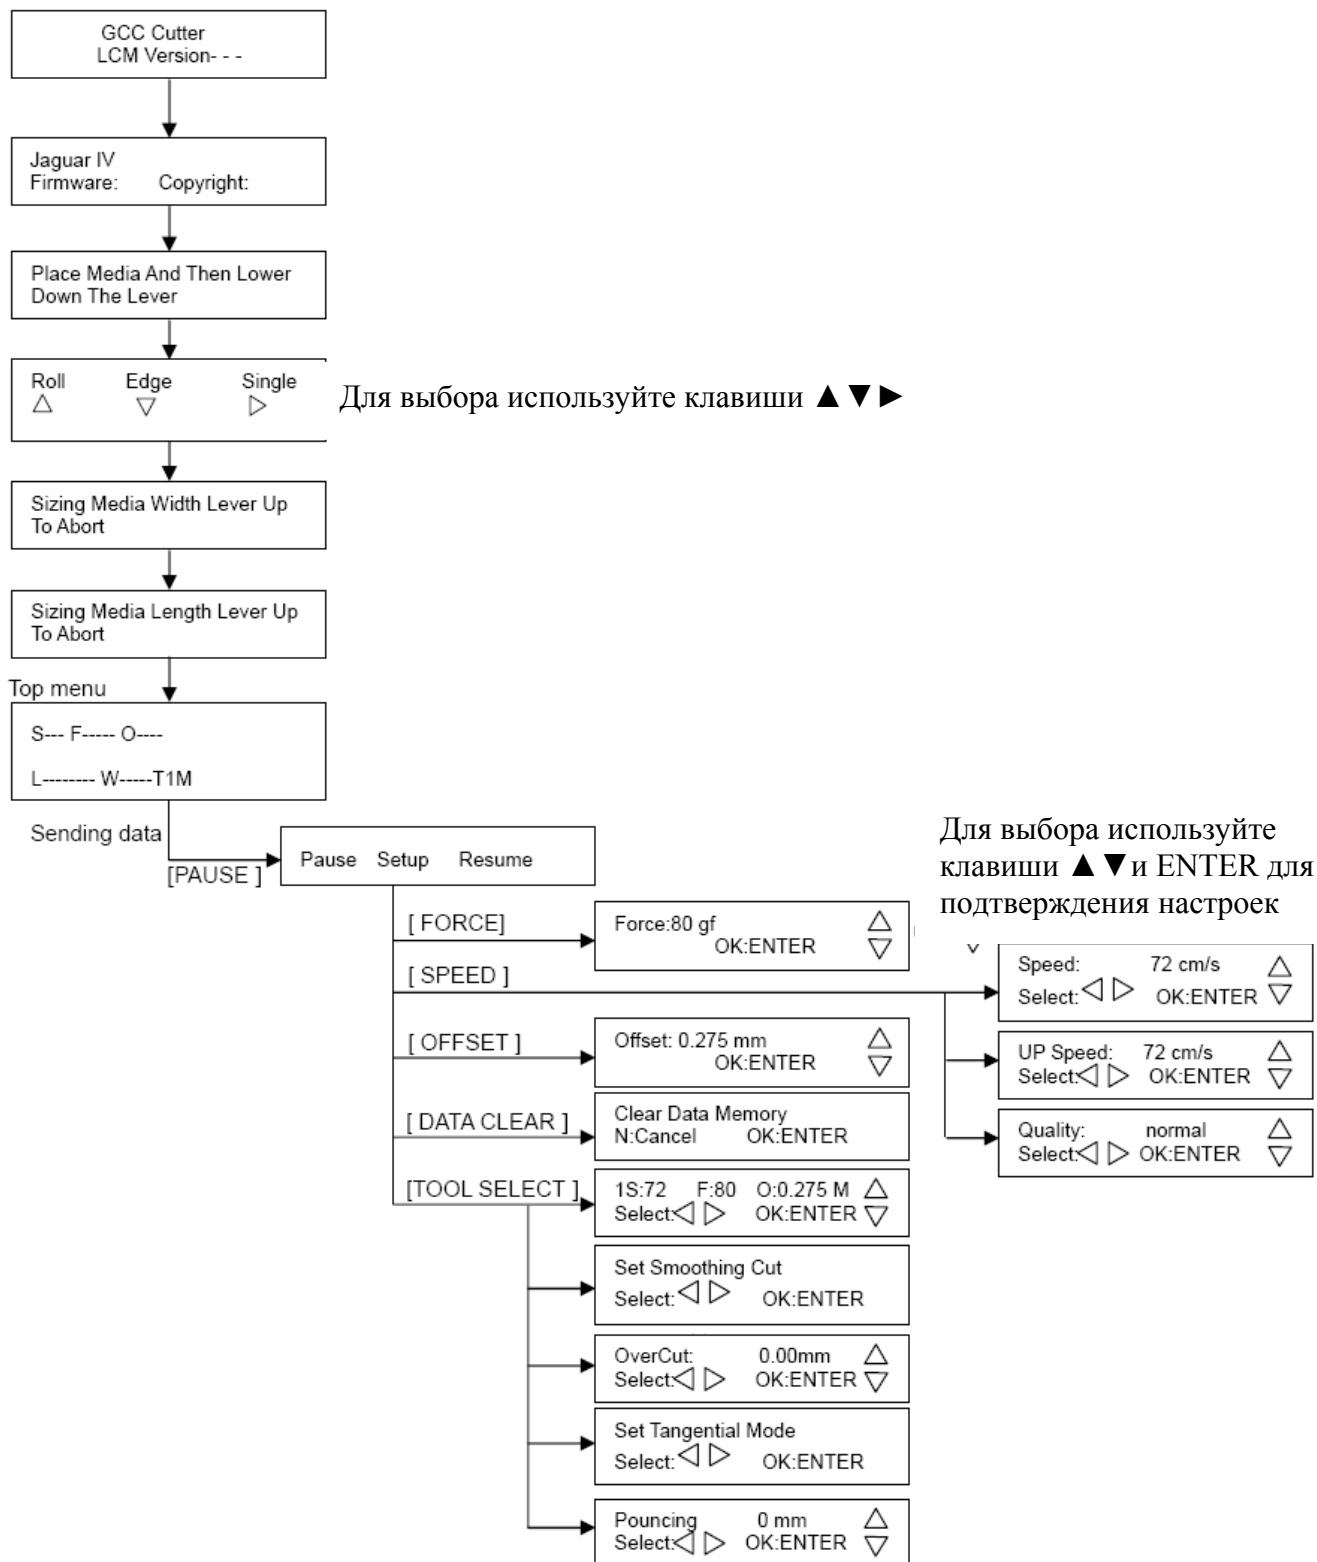 GCC Cutter
LCM Version- - -
Jaguar IV
Firmware: Copyright:
Place Media And Then Lower
Down The Lever
Roll Edge Single
△ ▽ ▷
Для выбора используйте клавиши ▲▼►
Sizing Media Width Lever Up
To Abort
Sizing Media Length Lever Up
To Abort
Top menu
S--- F----- O----
L-------- W-----T1M
Sending data
[PAUSE ]
Pause Setup Resume
Для выбора используйте
клавиши ▲▼и ENTER для
подтверждения настроек
[ FORCE]
Force:80 gf △
OK:ENTER ▽
[ SPEED ]
Speed: 72 cm/s △
Select: ◁ ▷ OK:ENTER ▽
UP Speed: 72 cm/s △
Select:◁ ▷ OK:ENTER ▽
Quality: normal △
Select:◁ ▷ OK:ENTER ▽
[ OFFSET ]
Offset: 0.275 mm △
OK:ENTER ▽
[ DATA CLEAR ]
Clear Data Memory
N:Cancel OK:ENTER
[TOOL SELECT ]
1S:72 F:80 O:0.275 M △
Select:◁ ▷ OK:ENTER ▽
Set Smoothing Cut
Select: ◁ ▷ OK:ENTER
OverCut: 0.00mm △
Select:◁ ▷ OK:ENTER ▽
Set Tangential Mode
Select: ◁ ▷ OK:ENTER
Pouncing 0 mm △
Select:◁ ▷ OK:ENTER ▽